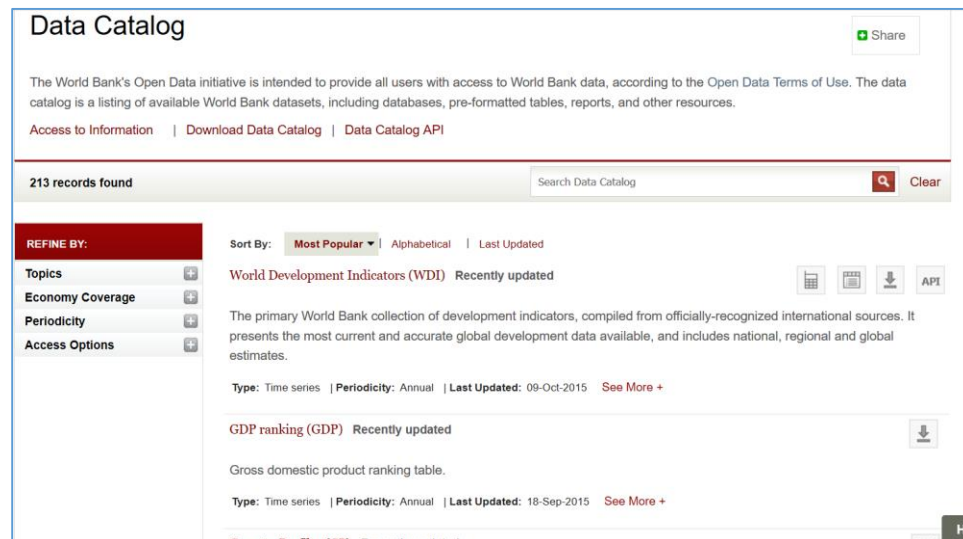 Data Catalog
Share
The World Bank's Open Data initiative is intended to provide all users with access to World Bank data, according to the Open Data Terms of Use. The data
catalog is a listing of available World Bank datasets, including databases, pre-formatted tables, reports, and other resources.
Access to Information | Download Data Catalog | Data Catalog API
213 records found
Search Data Catalog
Clear
REFINE BY:
Topics
Economy Coverage
Periodicity
Access Options
Sort By: Most Popular | Alphabetical | Last Updated
World Development Indicators (WDI) Recently updated
API
The primary World Bank collection of development indicators, compiled from officially-recognized international sources. It
presents the most current and accurate global development data available, and includes national, regional and global
estimates.
Type: Time series | Periodicity: Annual | Last Updated: 09-Oct-2015 See More +
GDP ranking (GDP) Recently updated
Gross domestic product ranking table.
Type: Time series | Periodicity: Annual | Last Updated: 18-Sep-2015 See More +
H